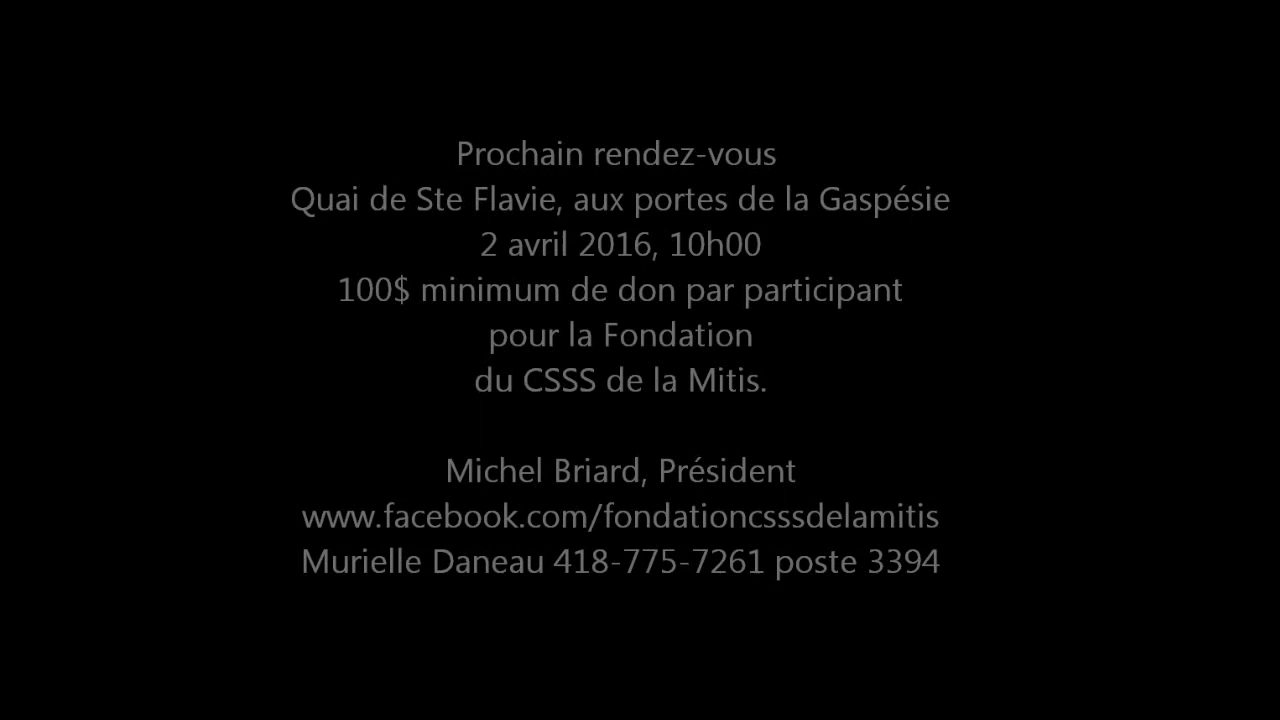 Prochain rendez-vous
Quai de Ste Flavie, aux portes de la Gaspésie
2 avril 2016, 10h00
100$ minimum de don par participant
pour la Fondation
du CSSS de la Mitis.
Michel Briard, Président
www.facebook.com/fondationcsssdelamitis
Murielle Daneau 418-775-7261 poste 3394